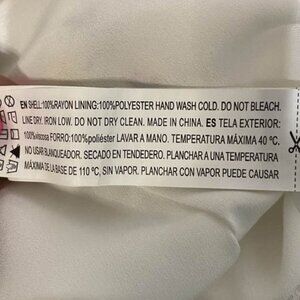 EN SHELL:100%RAYON LINING:100%POLYESTER HAND WASH COLD. DO NOT BLEACH.
LINE DRY. IRON LOW. DO NOT DRY CLEAN. MADE IN CHINA. ES TELA EXTERIOR:
100%viscosa FORRO:100%poliéster LAVAR A MANO. TEMPERATURA MÁXIMA 40 ºC.
NO USAR BLANQUEADOR. SECADO EN TENDEDERO. PLANCHAR A UNA TEMPERATURA
MÁXIMA DE LA BASE DE 110 ºC, SIN VAPOR. PLANCHAR CON VAPOR PUEDE CAUSAR